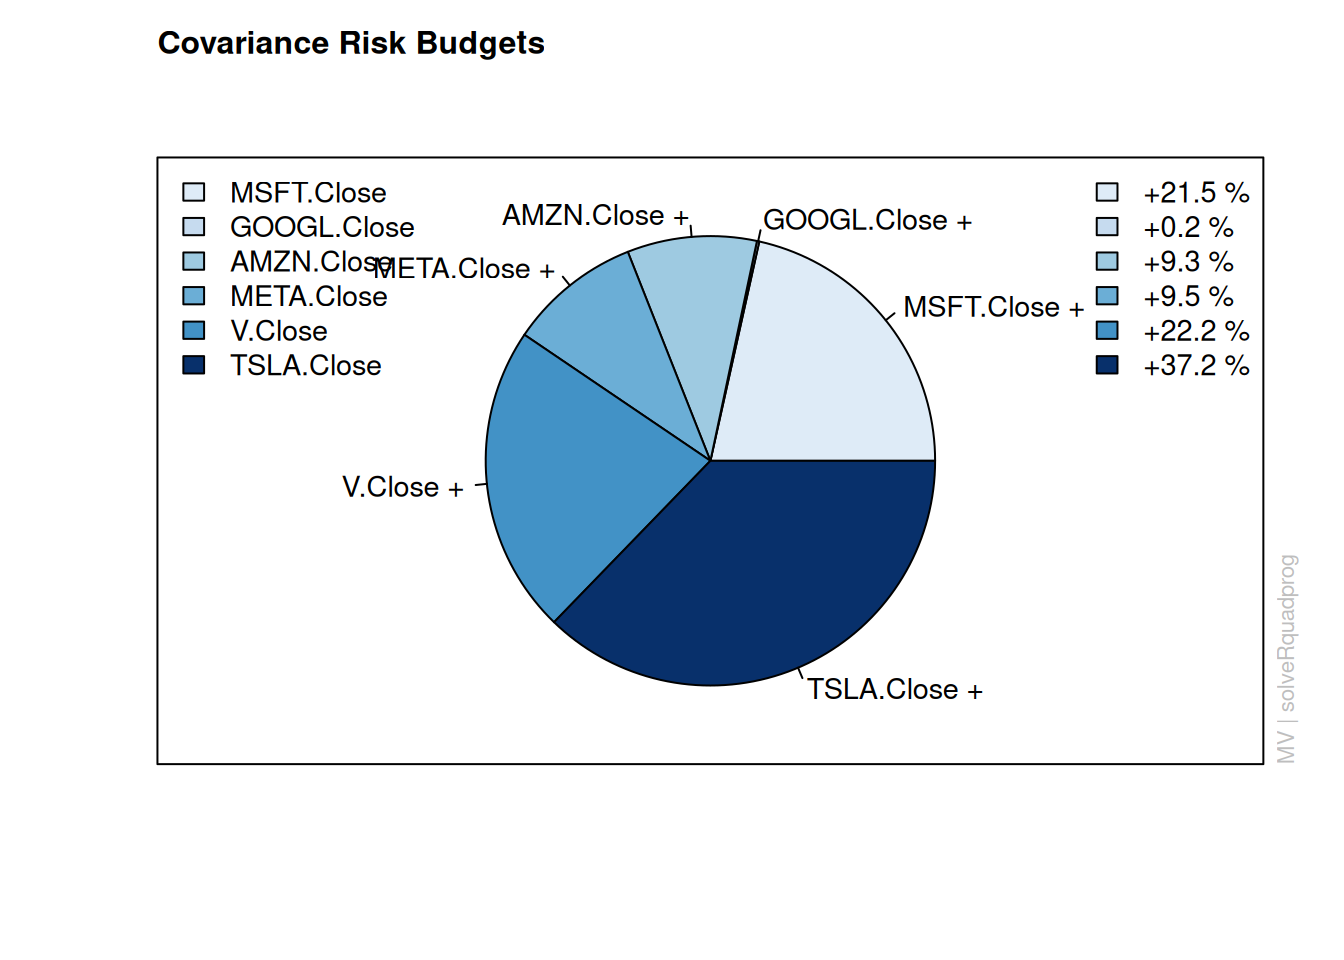 Covariance Risk Budgets
MSFT.Close
GOOGL.Close
AMZN.Close
META.Close
V.Close
TSLA.Close
AMZN.Close +
GOOGL.Close +
META.Close +
MSFT.Close +
V.Close +
TSLA.Close +
+21.5 %
+0.2 %
+9.3 %
+9.5 %
+22.2 %
+37.2 %
MV | solveRquadprog